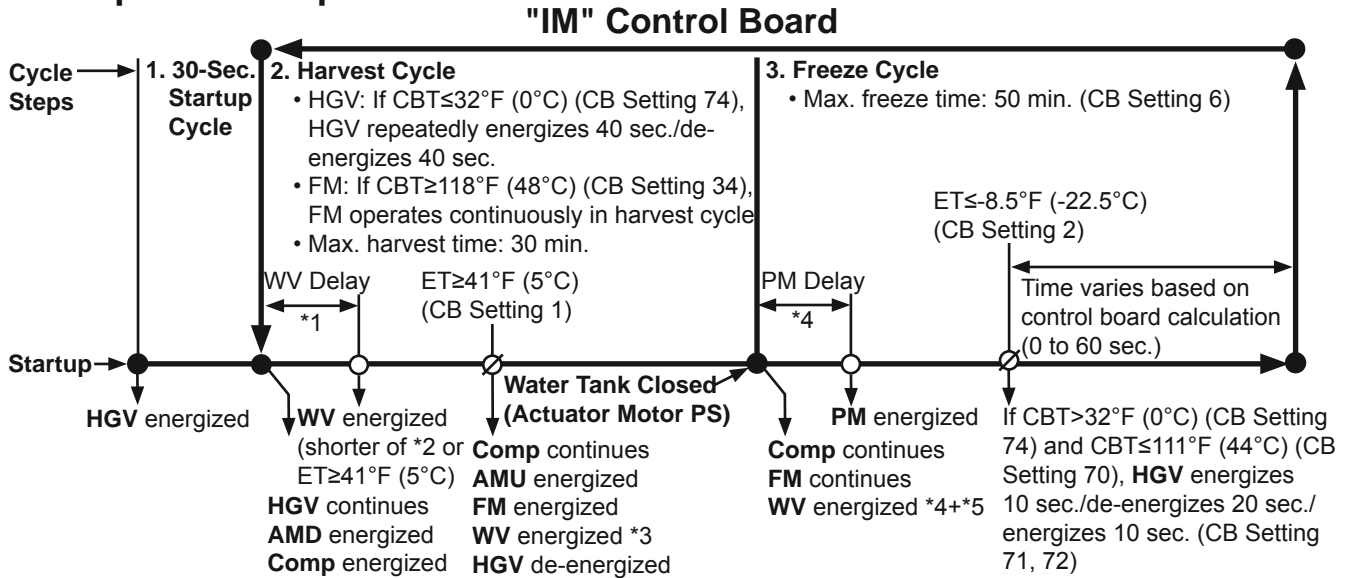 "IM" Control Board
Cycle
Steps
1. 30-Sec.
Startup
Cycle
2. Harvest Cycle
• HGV: If CBT≤32°F (0°C) (CB Setting 74),
HGV repeatedly energizes 40 sec./de-
energizes 40 sec.
• FM: If CBT≥118°F (48°C) (CB Setting 34),
FM operates continuously in harvest cycle
• Max. harvest time: 30 min.
3. Freeze Cycle
• Max. freeze time: 50 min. (CB Setting 6)
WV Delay
*1
ET≥41°F (5°C)
(CB Setting 1)
PM Delay
*4
ET≤-8.5°F (-22.5°C)
(CB Setting 2)
Time varies based on
control board calculation
(0 to 60 sec.)
Startup
HGV energized
WV energized
(shorter of *2 or
ET≥41°F (5°C)
HGV continues
AMD energized
Comp energized
Water Tank Closed
(Actuator Motor PS)
Comp continues
AMU energized
FM energized
WV energized *3
HGV de-energized
PM energized
Comp continues
FM continues
WV energized *4+*5
If CBT>32°F (0°C) (CB Setting
74) and CBT≤111°F (44°C) (CB
Setting 70), HGV energizes
10 sec./de-energizes 20 sec./
energizes 10 sec. (CB Setting
71, 72)